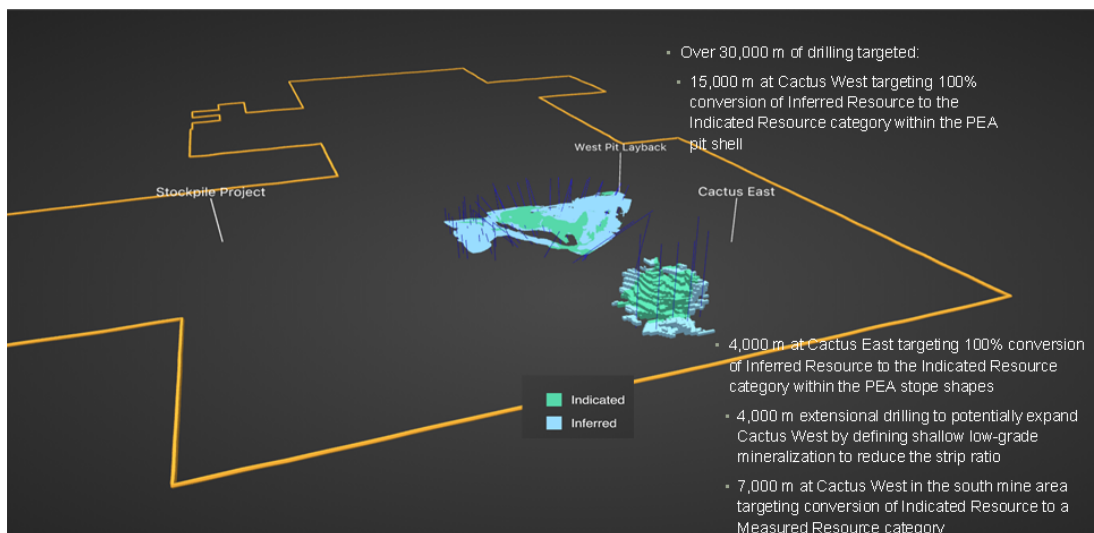 Over 30,000 m of drilling targeted:
15,000 m at Cactus West targeting 100%
conversion of Inferred Resource to the
Indicated Resource category within the PEA
pit shell
West Pit Layback
Stockpile Project
Cactus East
4,000 m at Cactus East targeting 100% conversion
of Inferred Resource to the Indicated Resource
category within the PEA stope shapes
Indicated
Inferred
4,000 m extensional drilling to potentially expand
Cactus West by defining shallow low-grade
mineralization to reduce the strip ratio
7,000 m at Cactus West in the south mine area
targeting conversion of Indicated Resource to a
Measured Resource category